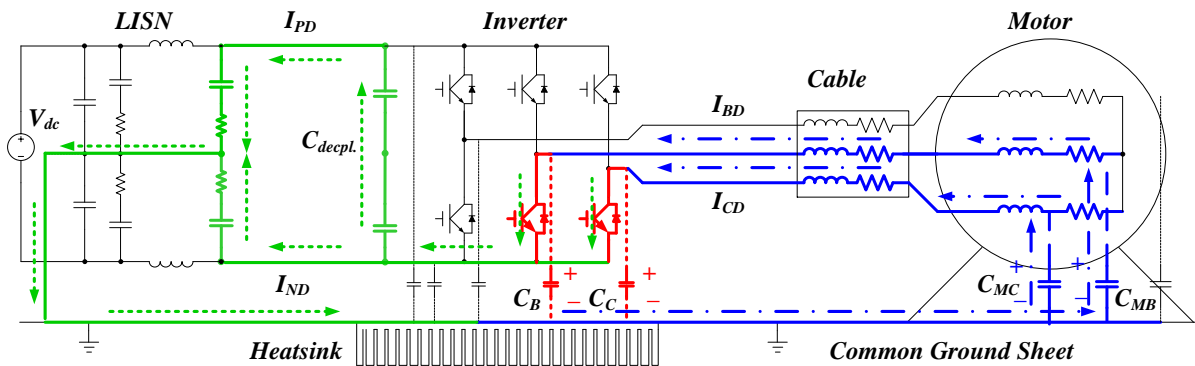 LISN
I_PD
Inverter
Motor
Cable
V_dc
C_decpl.
I_BD
I_CD
I_ND
C_B
C_C
C_MC
C_MB
+
−
+
−
+
−
+
−
+
−
Heatsink
Common Ground Sheet